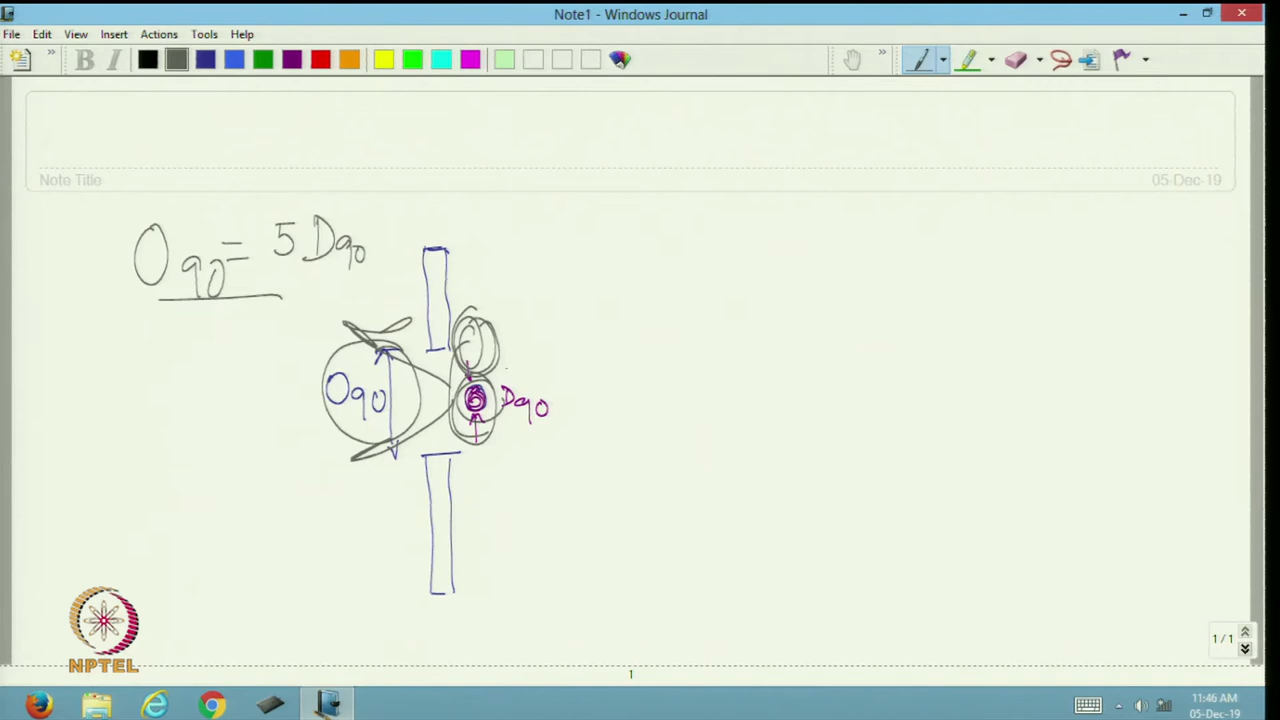 Note1 - Windows Journal
File Edit View Insert Actions Tools Help
B I
Note Title
05-Dec-19
O90 = 5 D90
O90
D90
NPTEL
1 / 1
1
11:46 AM
05-Dec-19